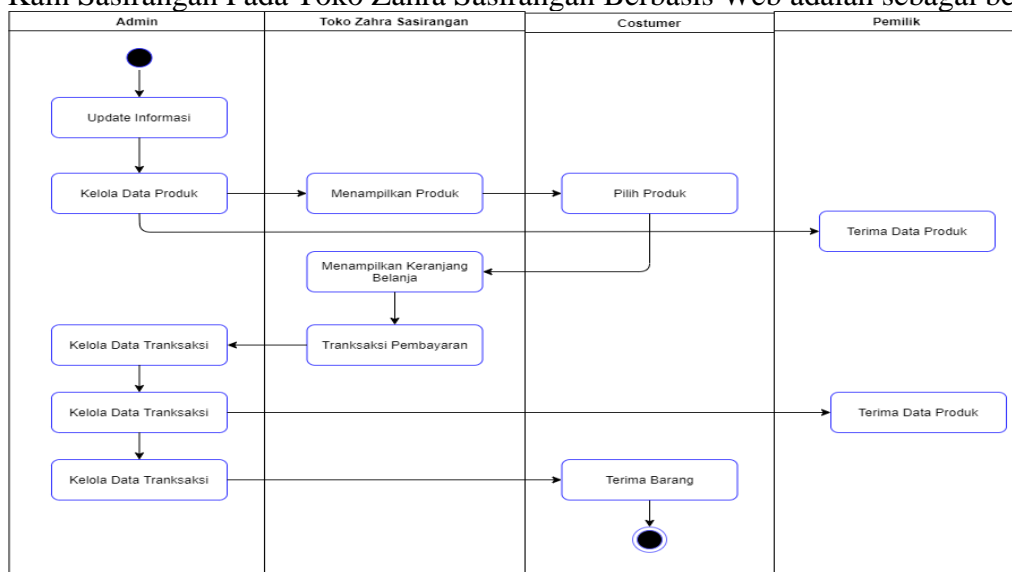 Kain Sasirangan Pada Toko Zahra Sasirangan Berbasis Web adalah sebagai be
Admin
Toko Zahra Sasirangan
Costumer
Pemilik
Update Informasi
Kelola Data Produk
Menampilkan Produk
Pilih Produk
Terima Data Produk
Menampilkan Keranjang
Belanja
Kelola Data Tranksaksi
Tranksaksi Pembayaran
Kelola Data Tranksaksi
Terima Data Produk
Kelola Data Tranksaksi
Terima Barang